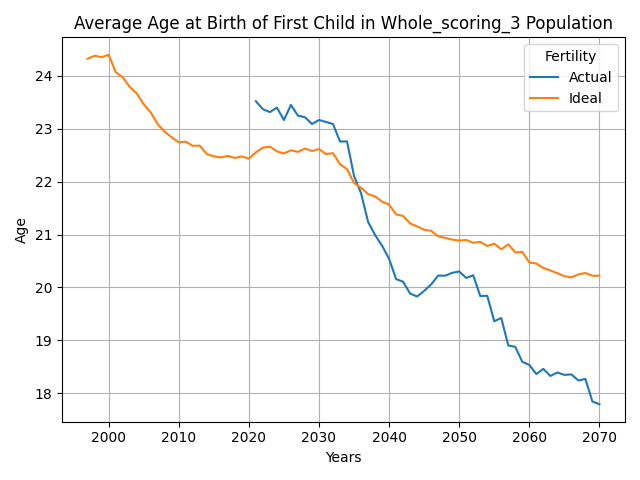 Average Age at Birth of First Child in Whole_scoring_3 Population
Fertility
Actual
Ideal
Age
24
23
22
21
20
19
18
2000 2010 2020 2030 2040 2050 2060 2070
Years